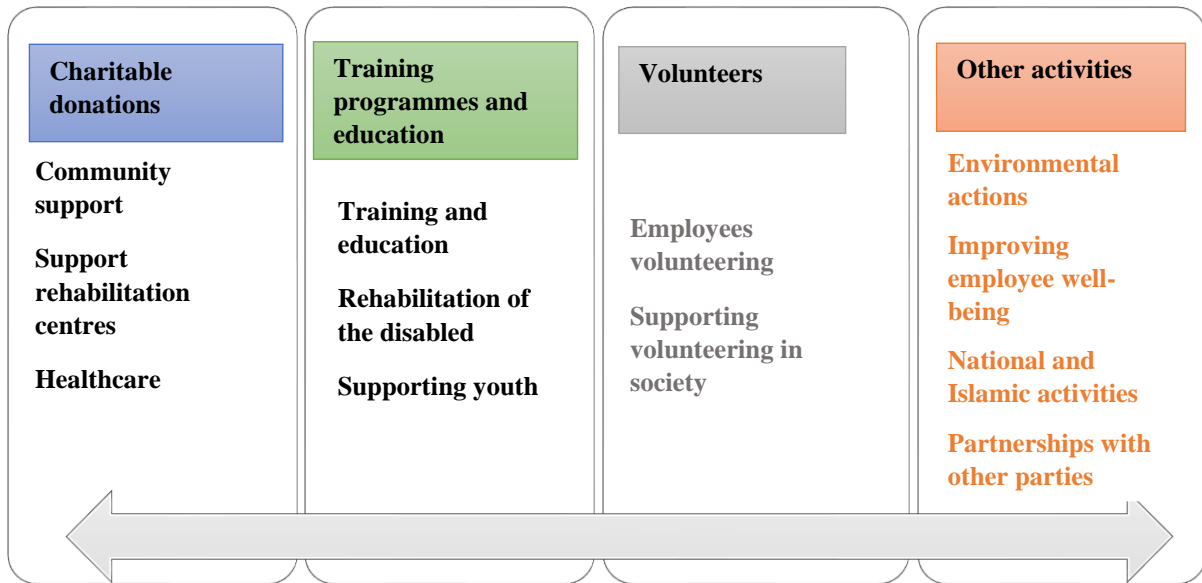 Charitable
donations
Community
support
Support
rehabilitation
centres
Healthcare
Training
programmes and
education
Training and
education
Rehabilitation of
the disabled
Supporting youth
Volunteers
Employees
volunteering
Supporting
volunteering in
society
Other activities
Environmental
actions
Improving
employee well-
being
National and
Islamic activities
Partnerships with
other parties